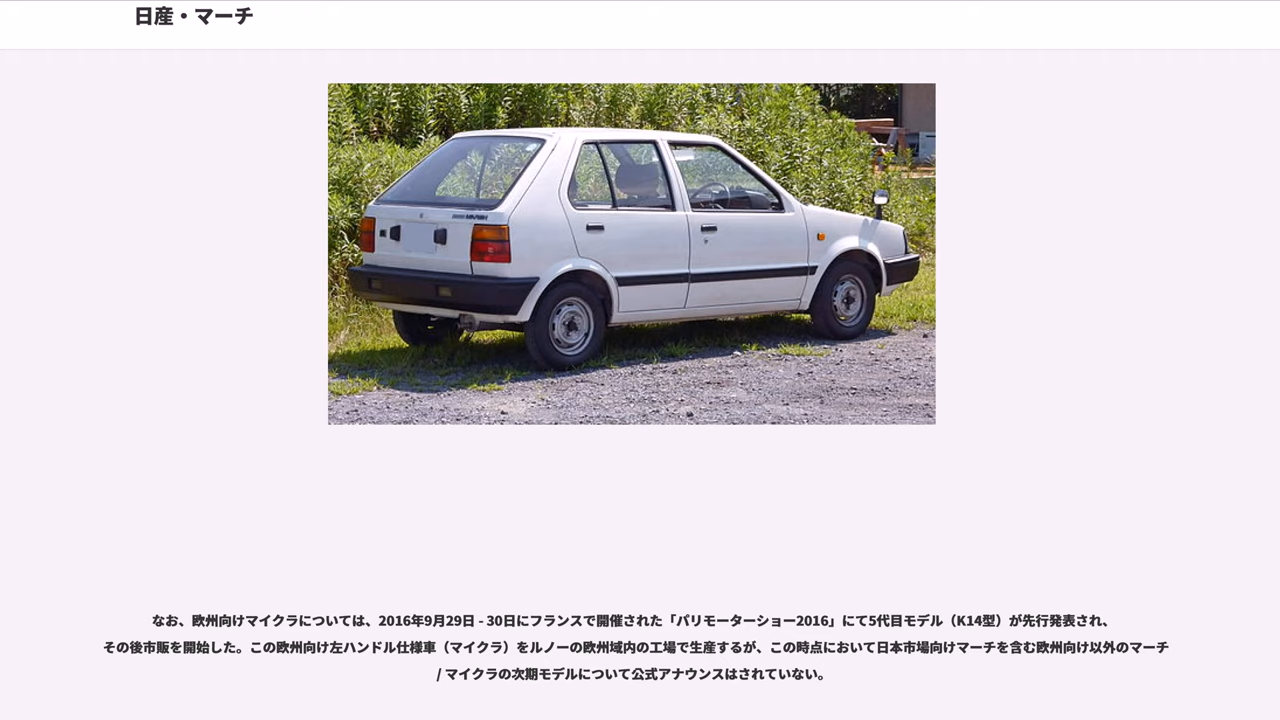 日産・マーチ
なお、欧州向けマイクラについては、2016年9月29日 - 30日にフランスで開催された「パリモーターショー2016」にて5代目モデル（K14型）が先行発表され、
その後市販を開始した。この欧州向け左ハンドル仕様車（マイクラ）をルノーの欧州域内の工場で生産するが、この時点において日本市場向けマーチを含む欧州向け以外のマーチ
/ マイクラの次期モデルについて公式アナウンスはされていない。